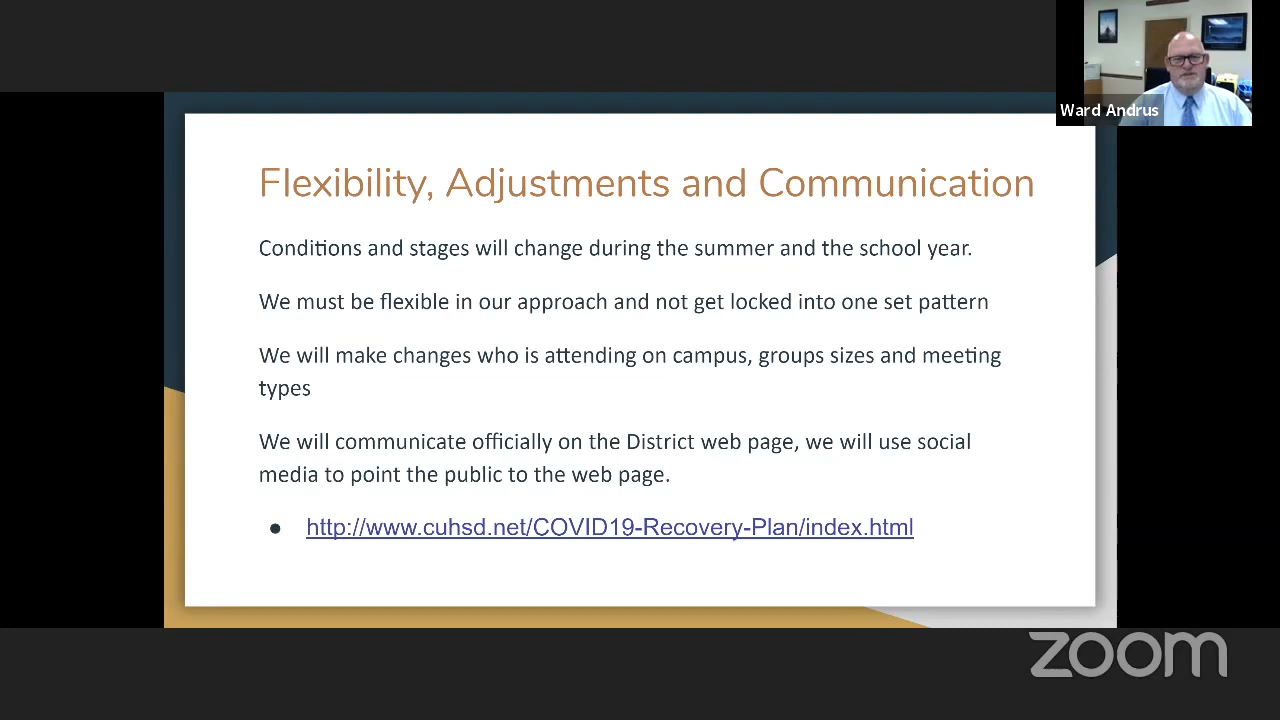 Ward Andrus
Flexibility, Adjustments and Communication
Conditions and stages will change during the summer and the school year.
We must be flexible in our approach and not get locked into one set pattern
We will make changes who is attending on campus, groups sizes and meeting
types
We will communicate officially on the District web page, we will use social
media to point the public to the web page.
● http://www.cuhsd.net/COVID19-Recovery-Plan/index.html
zoom